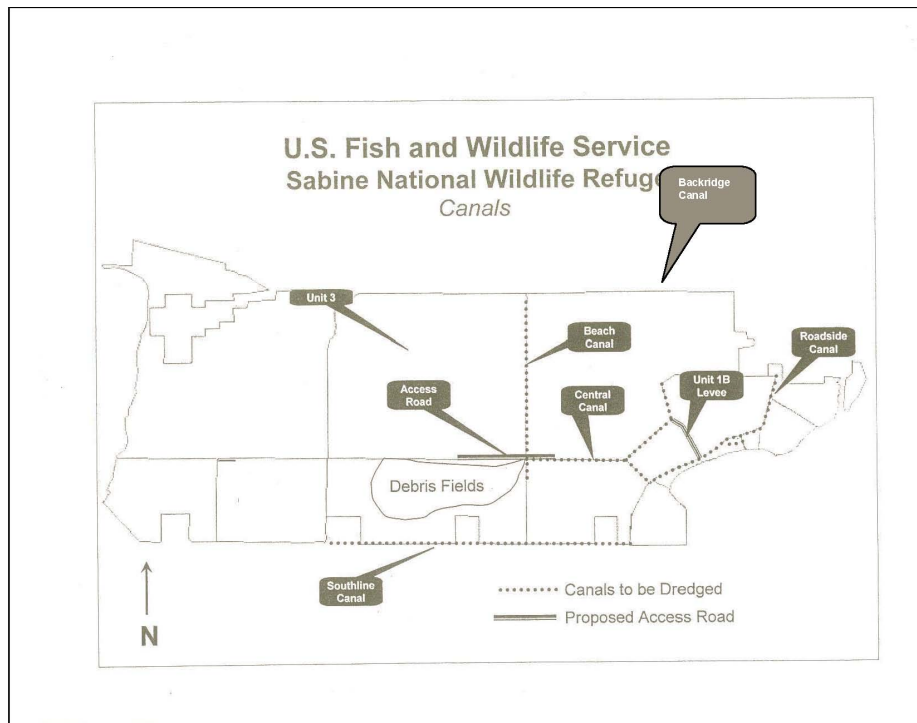 U.S. Fish and Wildlife Service
Sabine National Wildlife Refuge
Canals
Backridge
Canal
Unit 3
Beach
Canal
Roadside
Canal
Access
Road
Central
Canal
Unit 1B
Levee
Debris Fields
Southline
Canal
Canals to be Dredged
Proposed Access Road
N